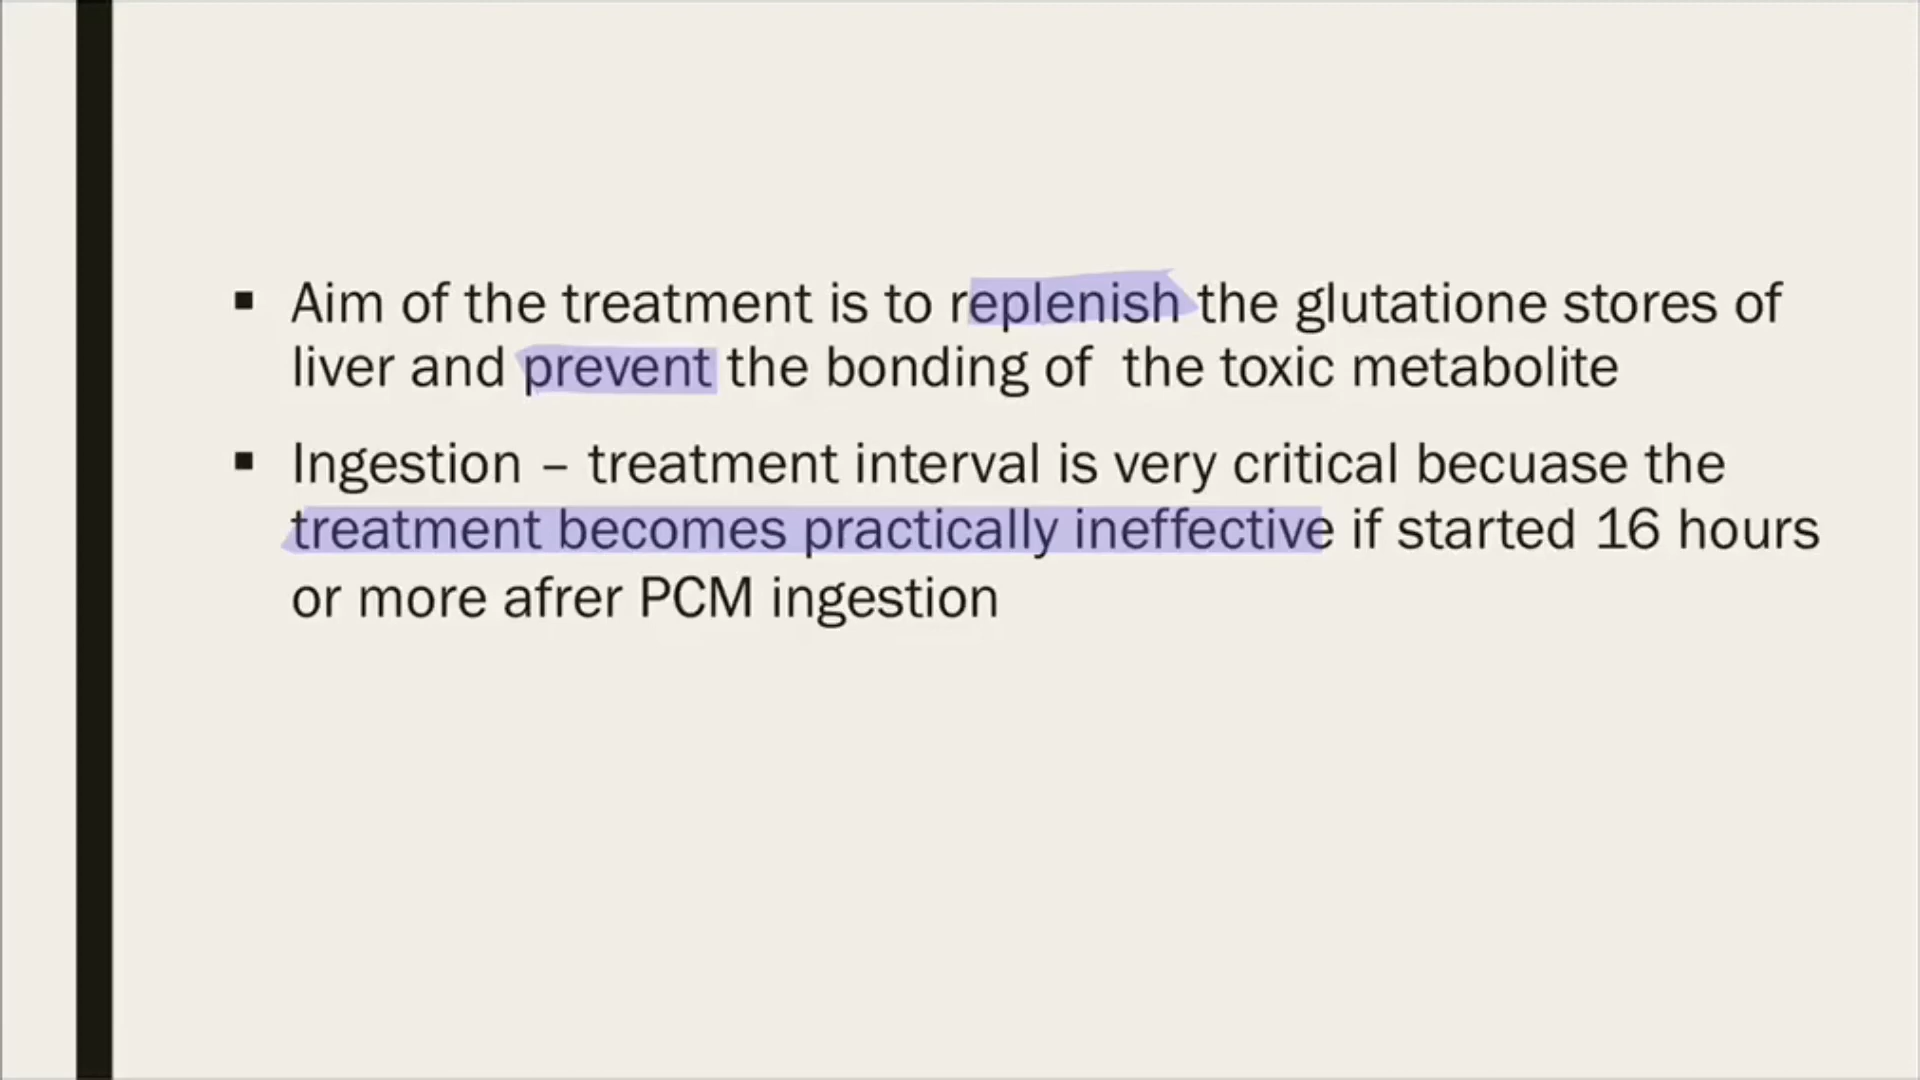 ▪ Aim of the treatment is to replenish the glutatione stores of
liver and prevent the bonding of  the toxic metabolite
▪ Ingestion – treatment interval is very critical becuase the
treatment becomes practically ineffective if started 16 hours
or more afrer PCM ingestion